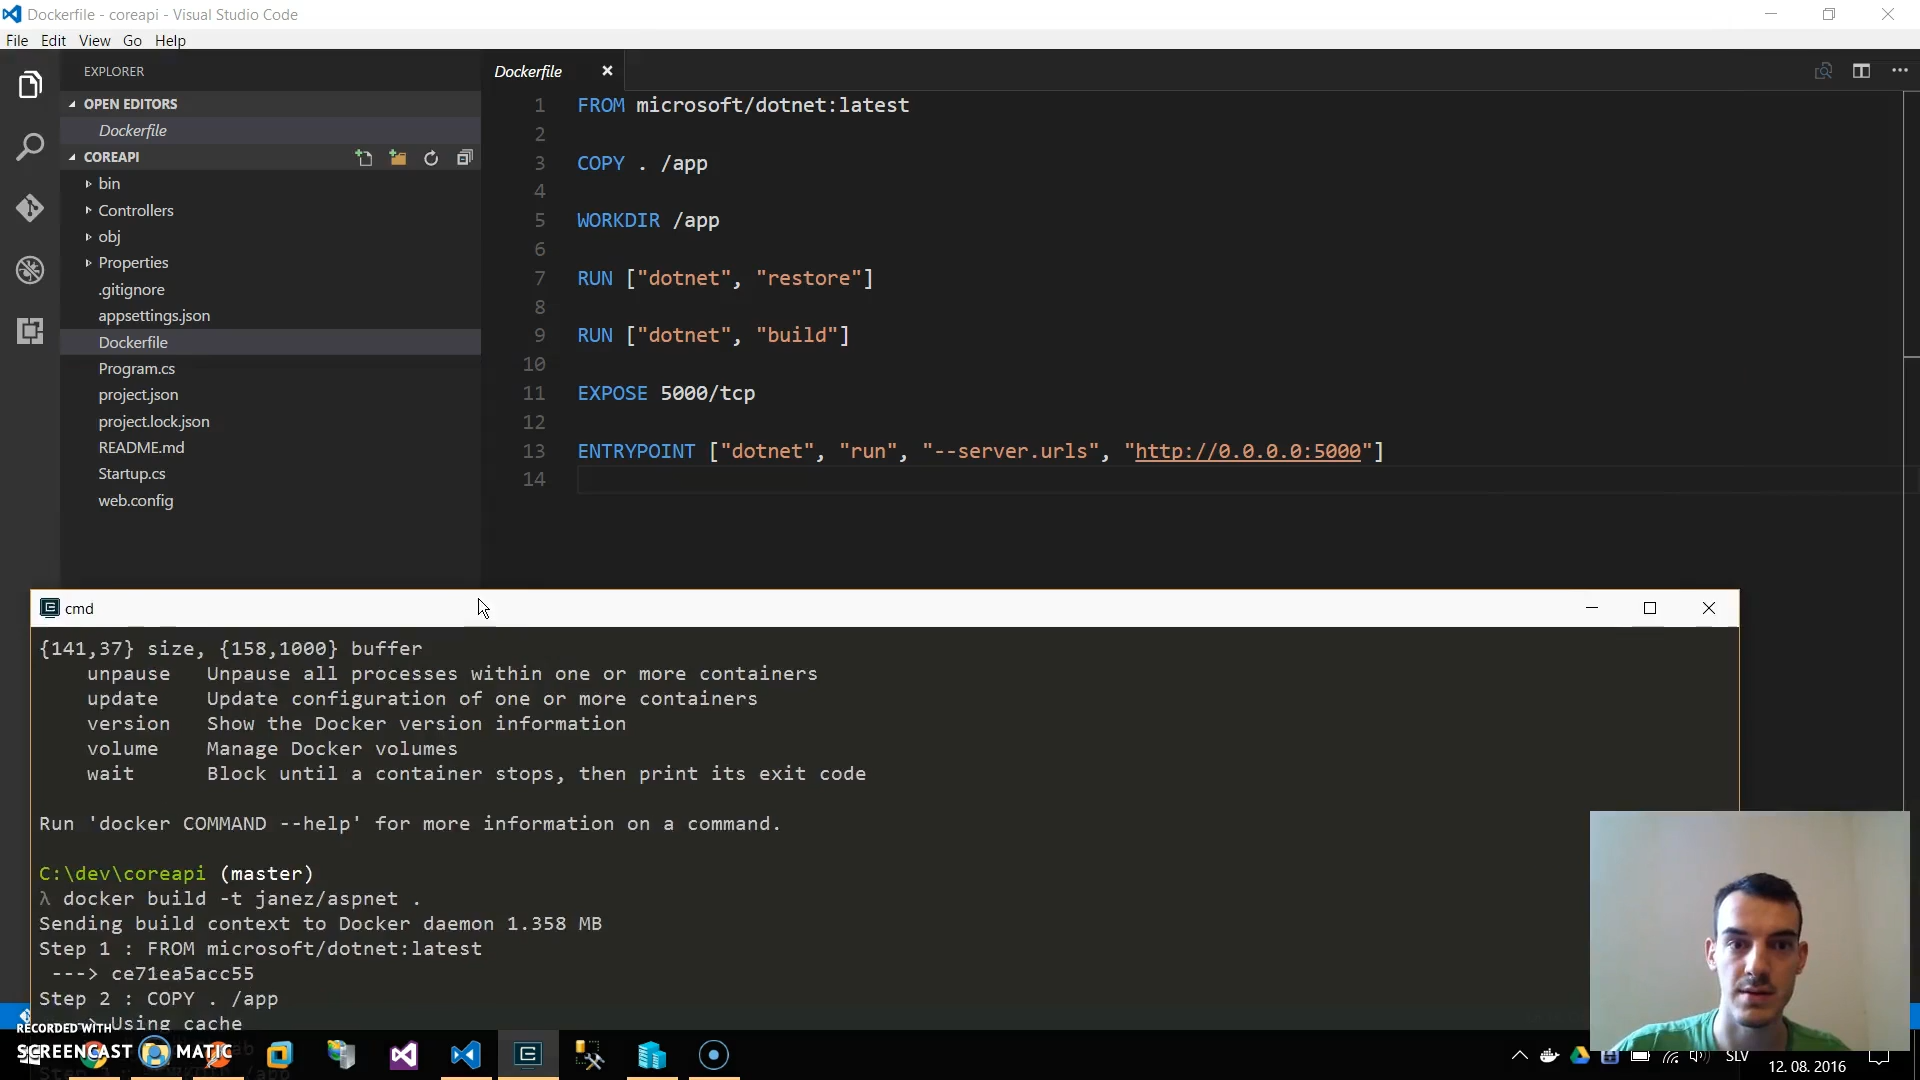 Dockerfile - coreapi - Visual Studio Code
File Edit View Go Help
EXPLORER
OPEN EDITORS
Dockerfile
COREAPI
bin
Controllers
obj
Properties
.gitignore
appsettings.json
Dockerfile
Program.cs
project.json
project.lock.json
README.md
Startup.cs
web.config
Dockerfile
1 FROM microsoft/dotnet:latest
2
3 COPY . /app
4
5 WORKDIR /app
6
7 RUN ["dotnet", "restore"]
8
9 RUN ["dotnet", "build"]
10
11 EXPOSE 5000/tcp
12
13 ENTRYPOINT ["dotnet", "run", "--server.urls", "http://0.0.0.0:5000"]
14
cmd
{141,37} size, {158,1000} buffer
unpause Unpause all processes within one or more containers
update Update configuration of one or more containers
version Show the Docker version information
volume Manage Docker volumes
wait Block until a container stops, then print its exit code
Run 'docker COMMAND --help' for more information on a command.
C:\dev\coreapi (master)
λ docker build -t janez/aspnet .
Sending build context to Docker daemon 1.358 MB
Step 1 : FROM microsoft/dotnet:latest
---> ce71ea5acc55
Step 2 : COPY . /app
---> Using cache
RECORDED WITH
SCREENCAST MATIC
SLV
12. 08. 2016